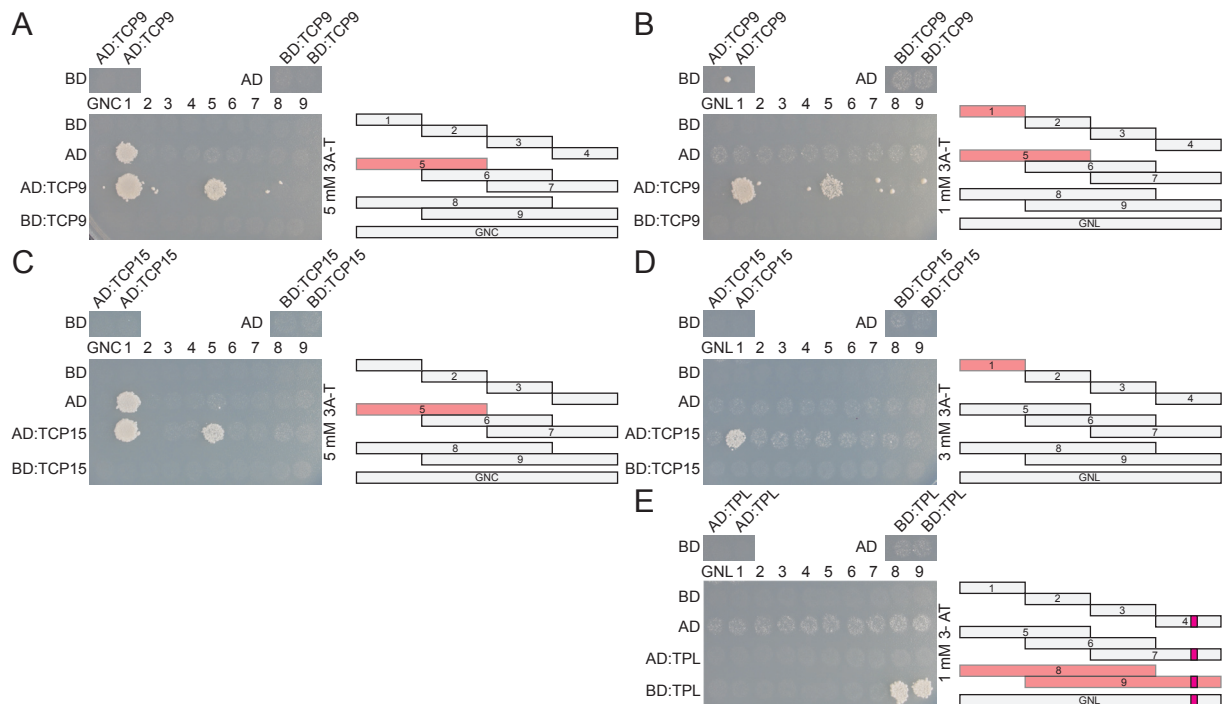 A
AD:TCP9
AD:TCP9
BD:TCP9
BD:TCP9
BD
AD
GNC 1 2 3 4 5 6 7 8 9
BD
AD
AD:TCP9
BD:TCP9
5 mM 3A-T
1
2
3
4
5
6
7
8
9
GNC
B
AD:TCP9
AD:TCP9
BD:TCP9
BD:TCP9
BD
AD
GNL 1 2 3 4 5 6 7 8 9
BD
AD
AD:TCP9
BD:TCP9
1 mM 3A-T
1
2
3
4
5
6
7
8
9
GNL
C
AD:TCP15
AD:TCP15
BD:TCP15
BD:TCP15
BD
AD
GNC 1 2 3 4 5 6 7 8 9
BD
AD
AD:TCP15
BD:TCP15
5 mM 3A-T
2
3
4
5
6
7
8
9
GNC
D
AD:TCP15
AD:TCP15
BD:TCP15
BD:TCP15
BD
AD
GNL 1 2 3 4 5 6 7 8 9
BD
AD
AD:TCP15
BD:TCP15
3 mM 3A-T
1
2
3
4
5
6
7
8
9
GNL
E
AD:TPL
AD:TPL
BD:TPL
BD:TPL
BD
AD
GNL 1 2 3 4 5 6 7 8 9
BD
AD
AD:TPL
BD:TPL
1 mM 3- AT
1
2
3
4
5
6
7
8
9
GNL